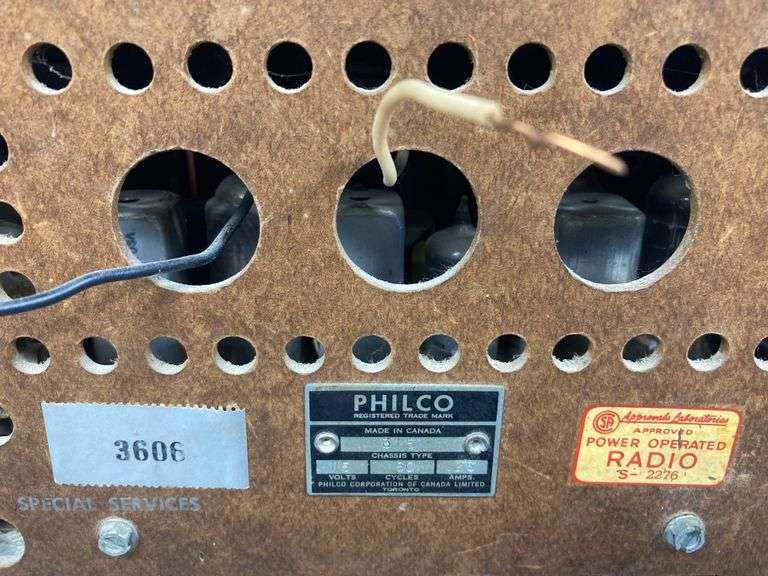 3606
SPECIAL SERVICES
PHILCO
REGISTERED TRADE MARK
MADE IN CANADA
CHASSIS TYPE
VOLTS CYCLES AMPS.
PHILCO CORPORATION OF CANADA LIMITED
TORONTO
Approvals Laboratories
APPROVED
POWER OPERATED
RADIO
S- 2276